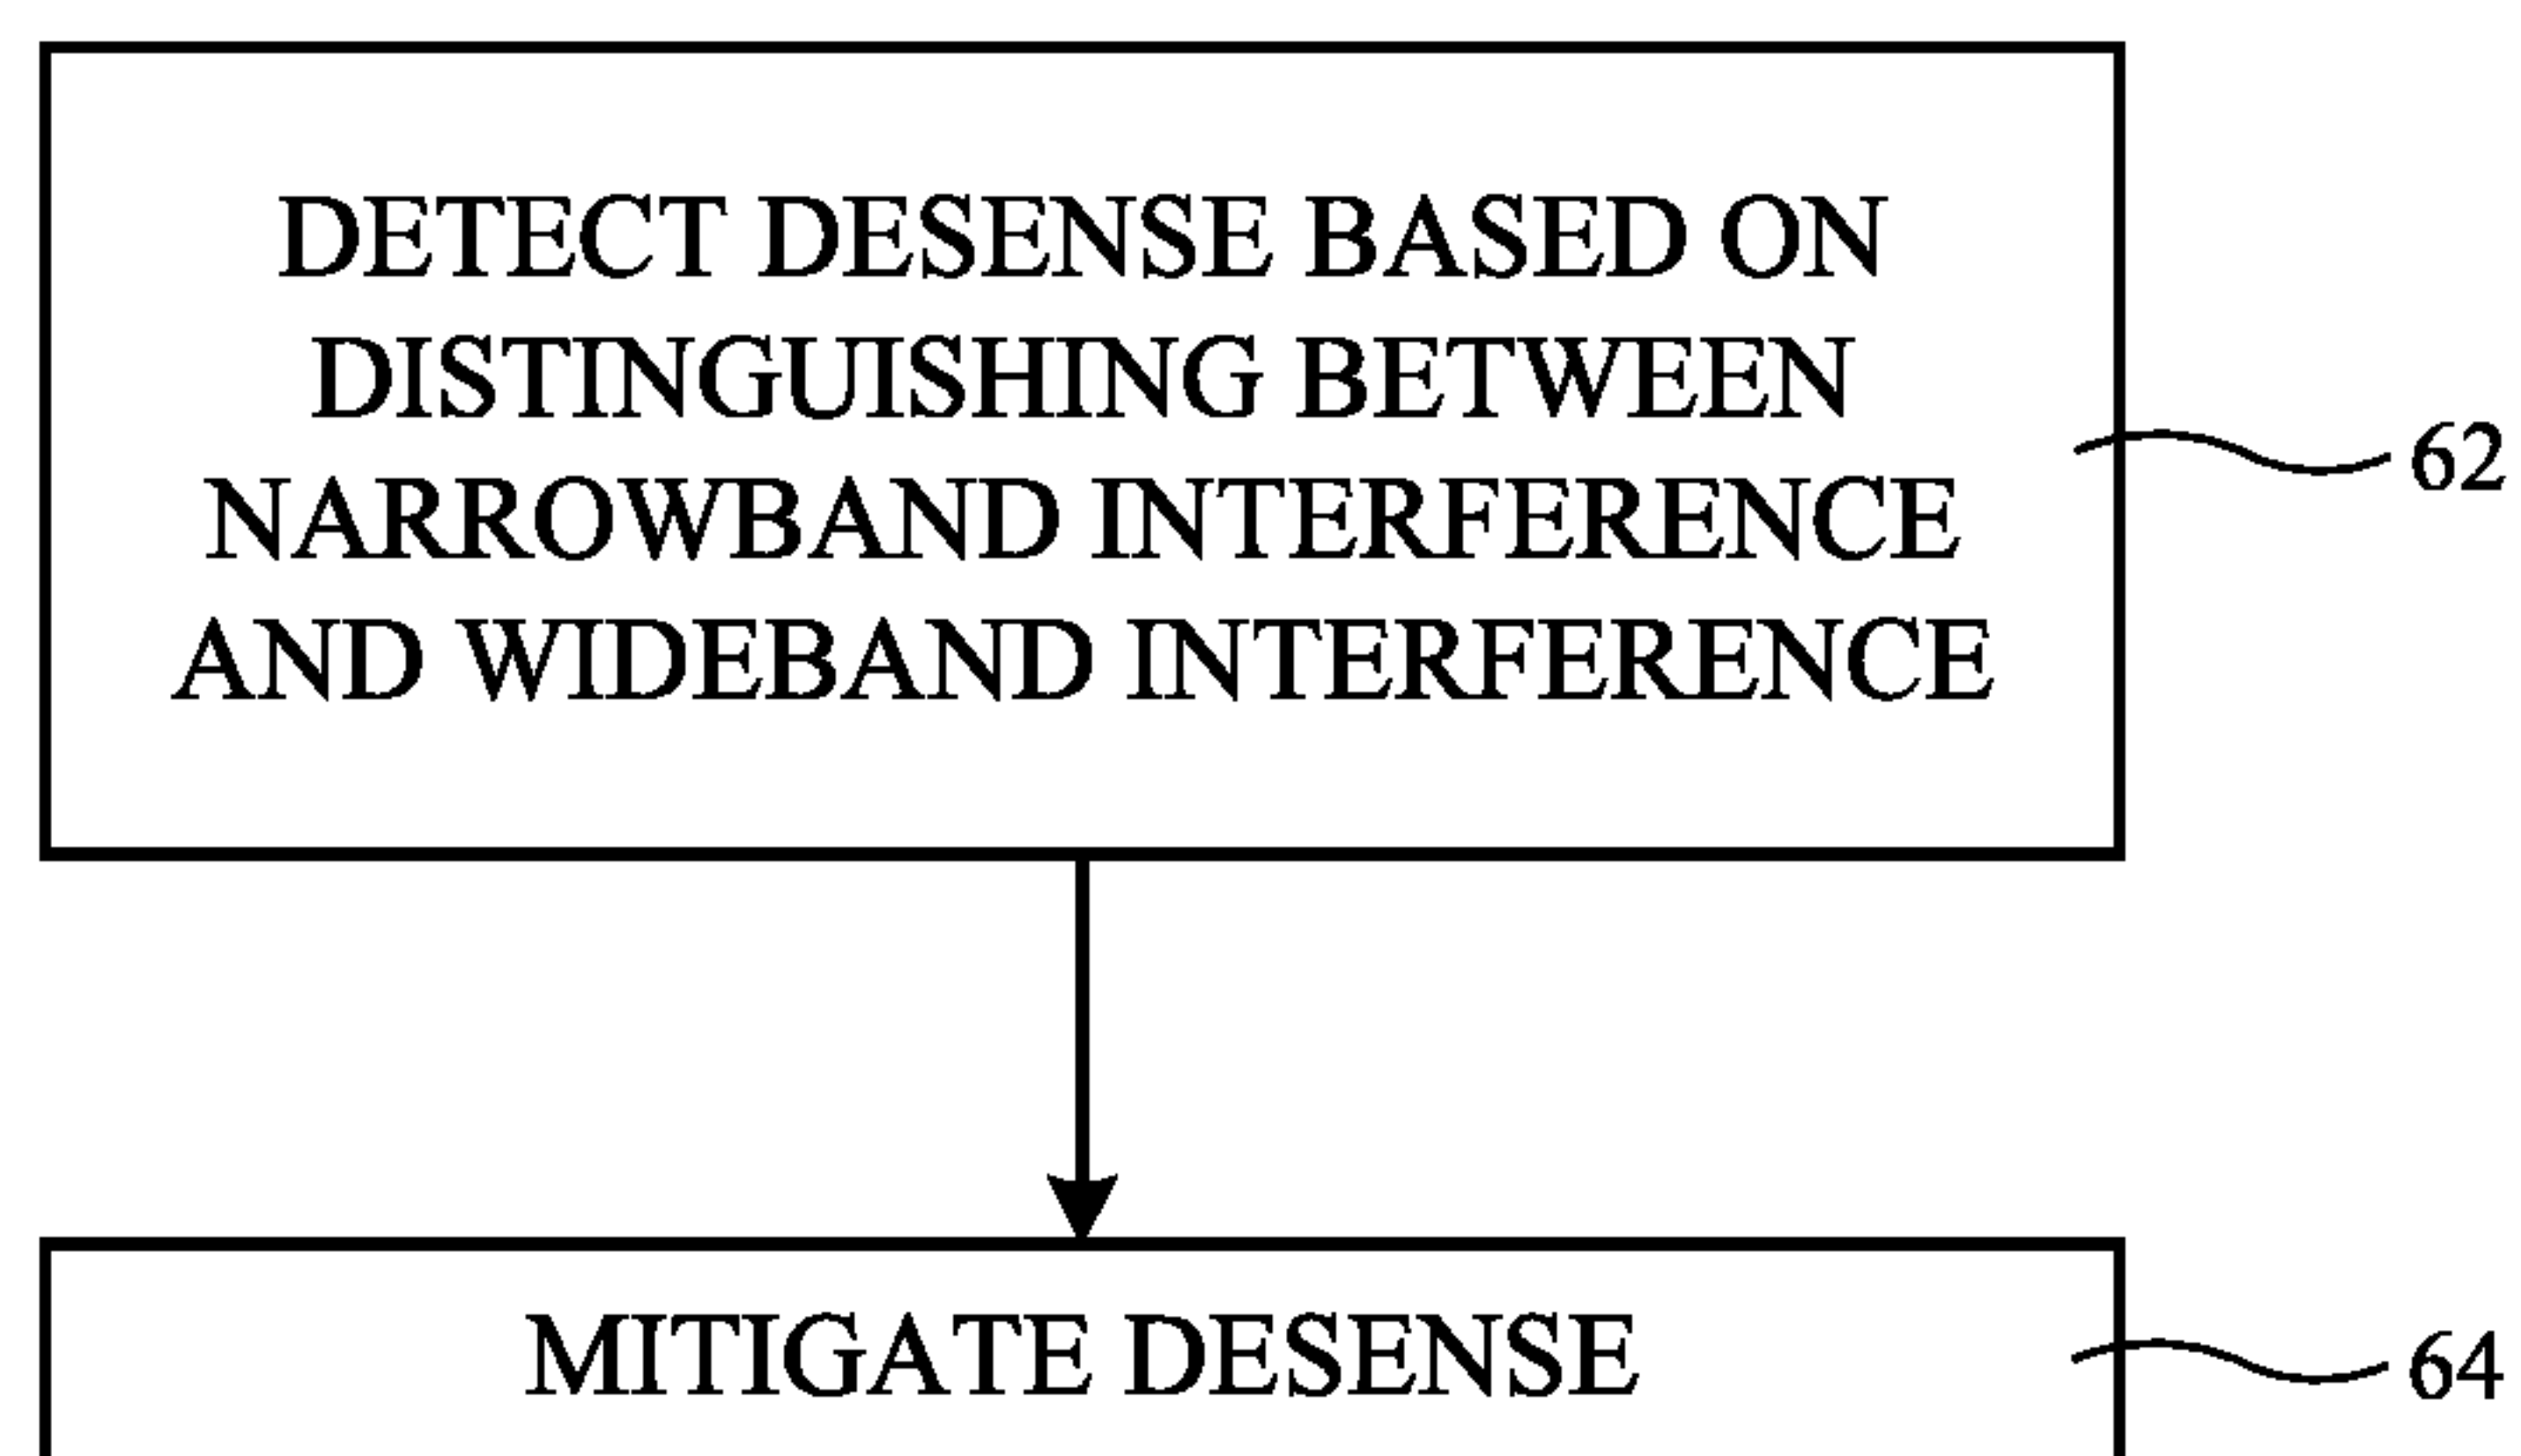 DETECT DESENSE BASED ON
DISTINGUISHING BETWEEN
NARROWBAND INTERFERENCE
AND WIDEBAND INTERFERENCE
62
MITIGATE DESENSE
64